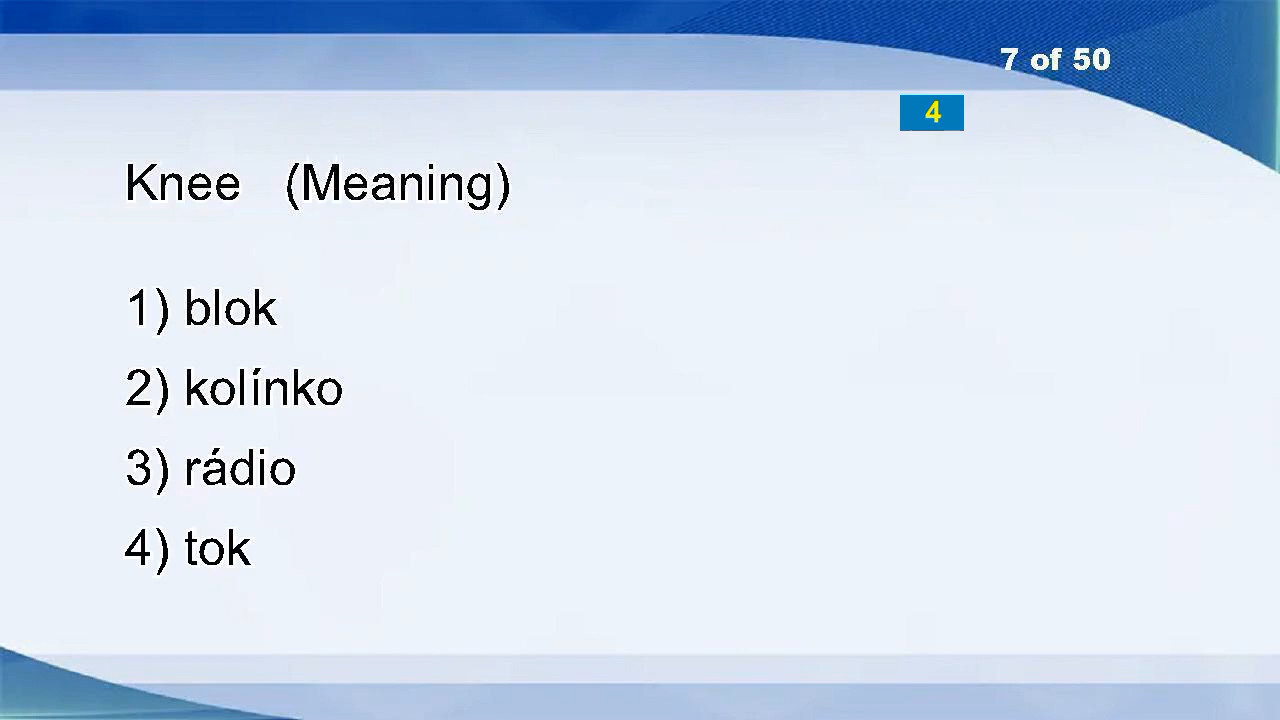 7 of 50
4
Knee (Meaning)
1) blok
2) kolínko
3) rádio
4) tok